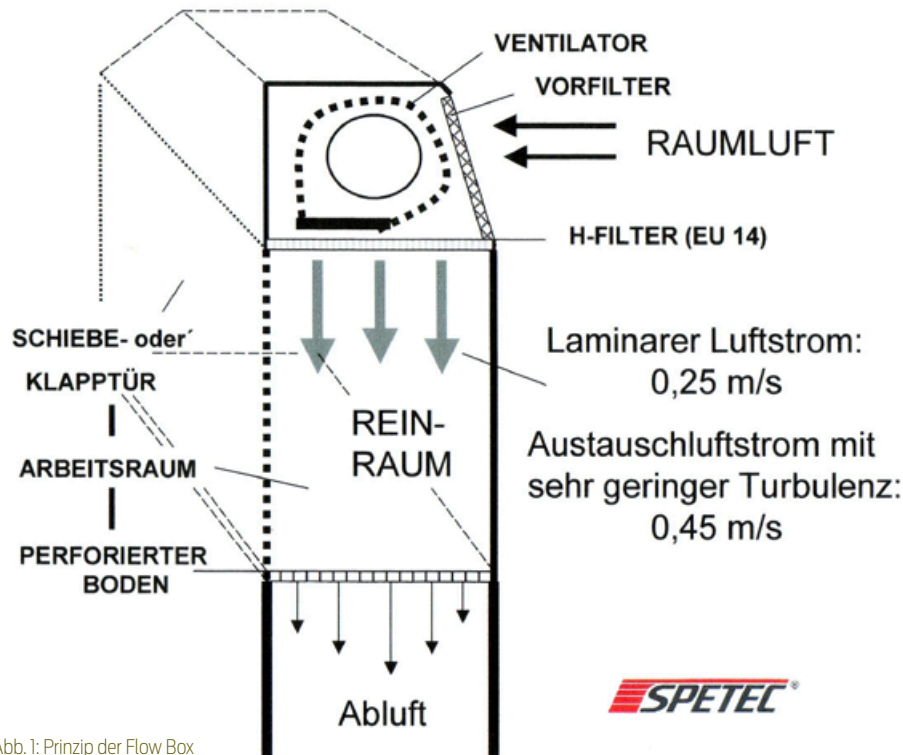 VENTILATOR
VORFILTER
RAUMLUFT
H-FILTER (EU 14)
SCHIEBE- oder´
KLAPPTÜR
ARBEITSRAUM
PERFORIERTER
BODEN
REIN-
RAUM
Laminarer Luftstrom:
0,25 m/s
Austauschluftstrom mit
sehr geringer Turbulenz:
0,45 m/s
Abluft
SPETEC®
Abb. 1: Prinzip der Flow Box